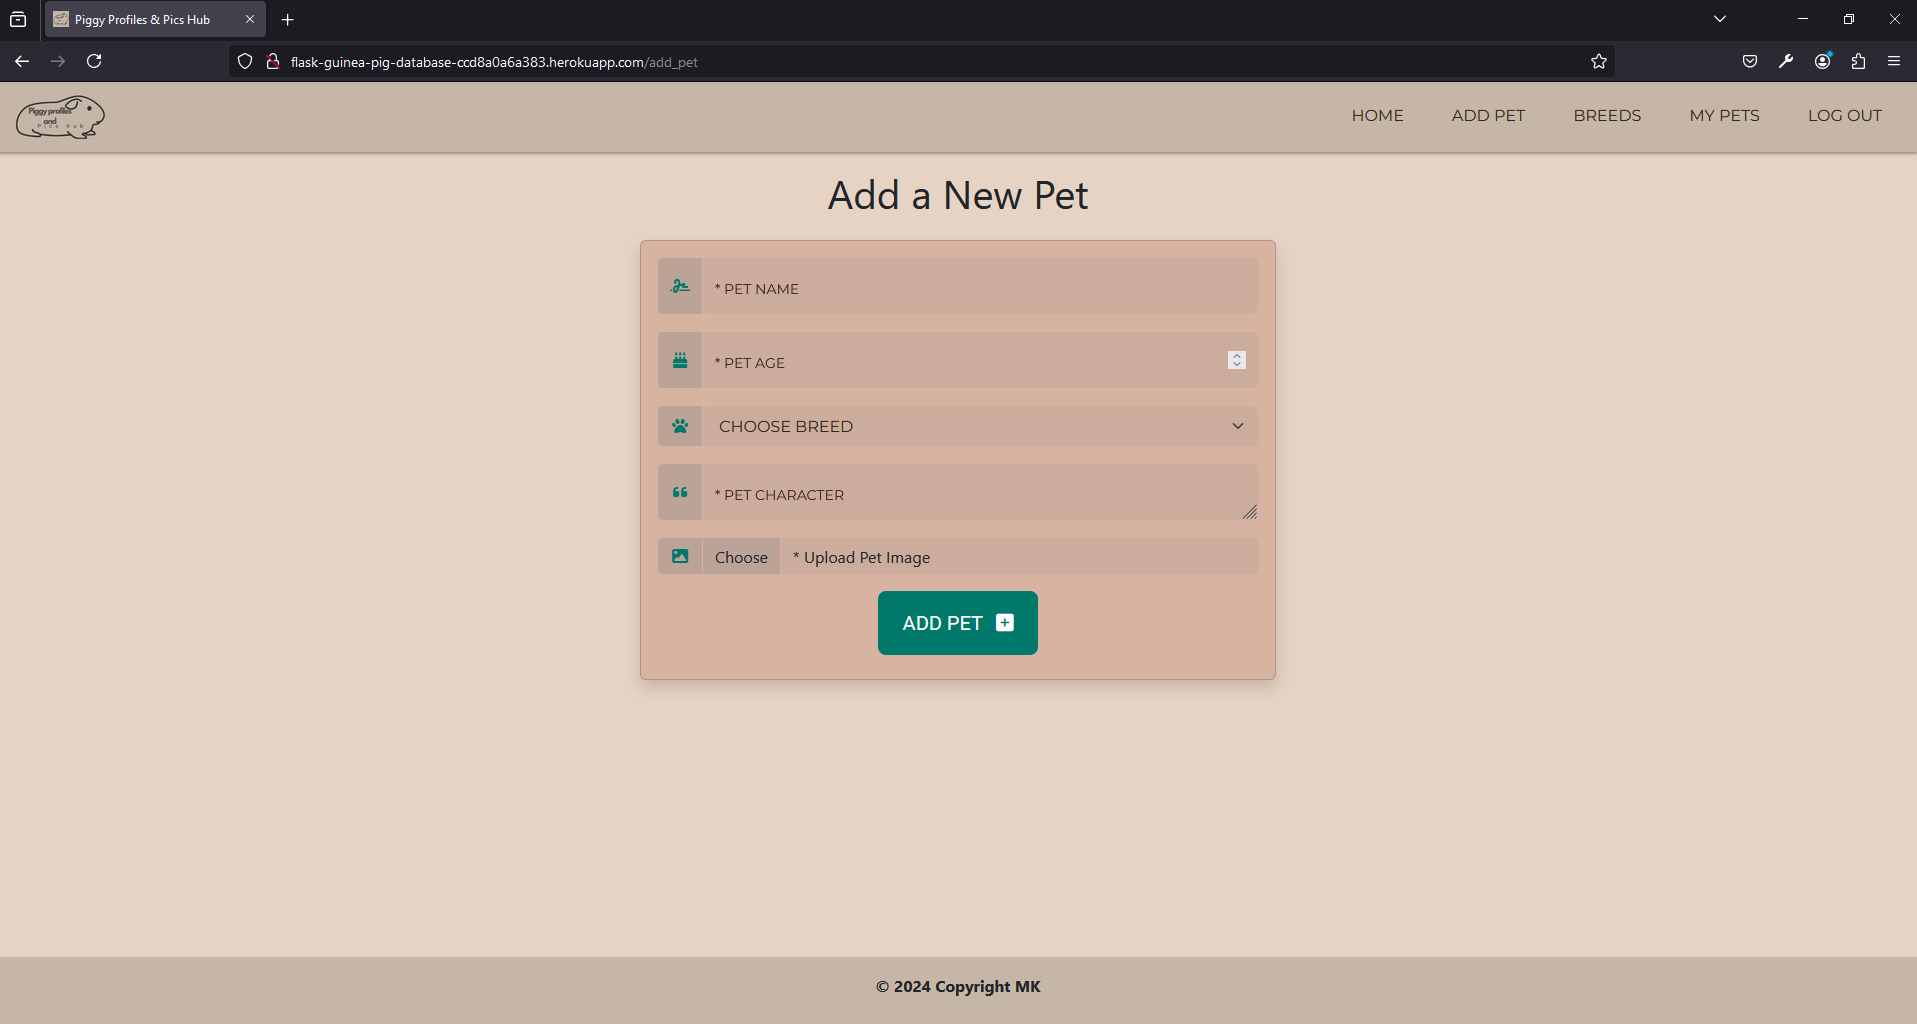 Piggy Profiles & Pics Hub
flask-guinea-pig-database-ccd8a0a6a383.herokuapp.com/add_pet
Piggy profiles
and
Pics hub
HOME
ADD PET
BREEDS
MY PETS
LOG OUT
Add a New Pet
* PET NAME
* PET AGE
CHOOSE BREED
* PET CHARACTER
Choose
* Upload Pet Image
ADD PET
© 2024 Copyright MK